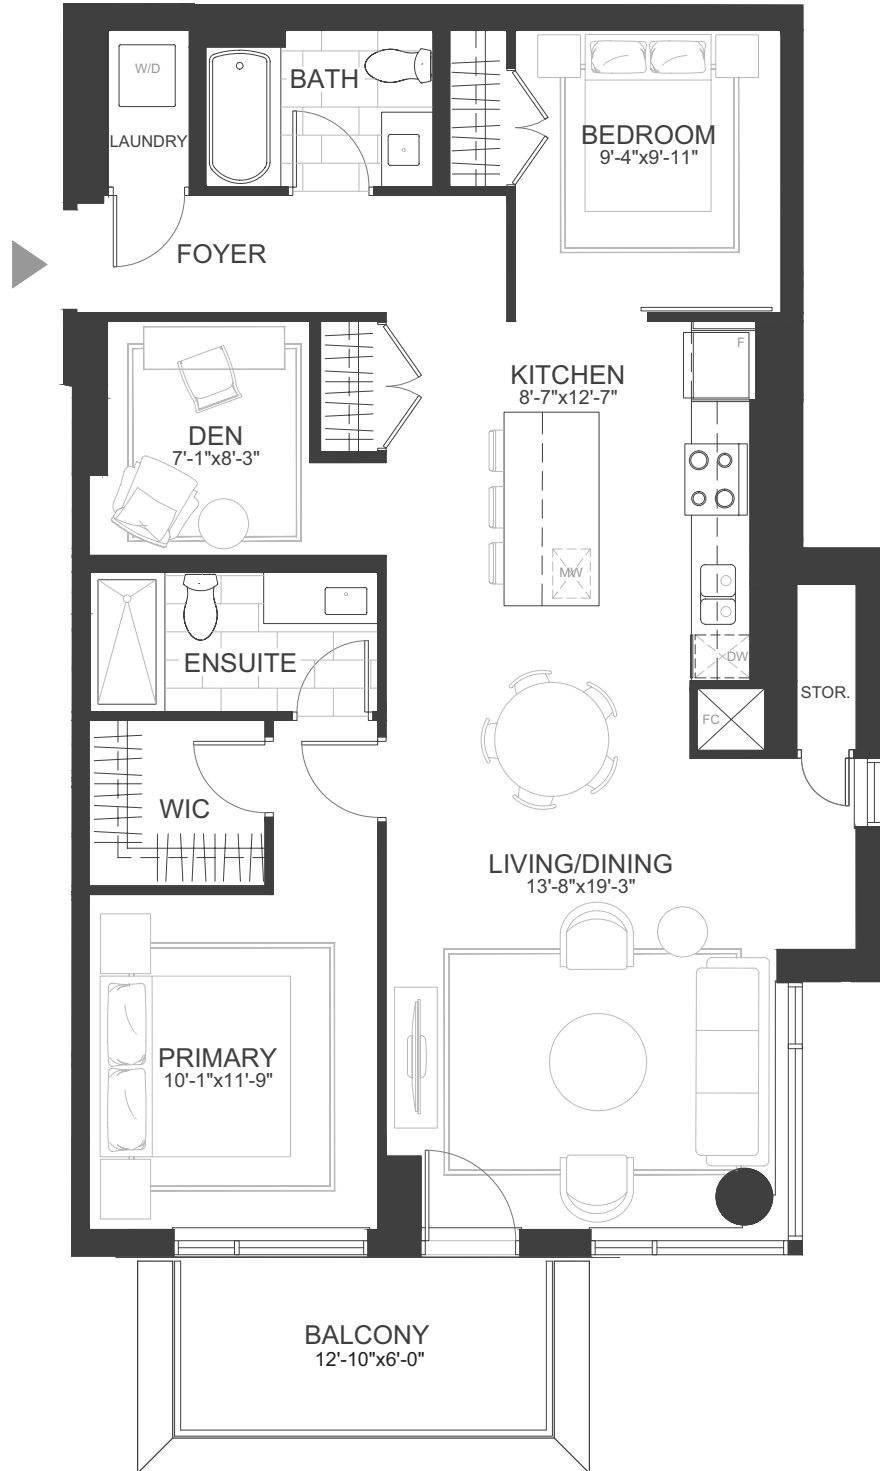 W/D
LAUNDRY
BATH
BEDROOM
9'-4"x9'-11"
FOYER
F
KITCHEN
8'-7"x12'-7"
DEN
7'-1"x8'-3"
MW
DW
ENSUITE
STOR.
FC
WIC
LIVING/DINING
13'-8"x19'-3"
PRIMARY
10'-1"x11'-9"
BALCONY
12'-10"x6'-0"